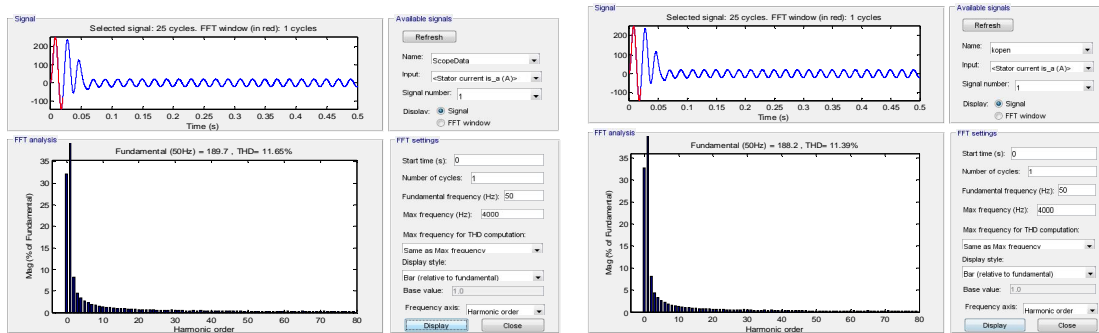 Signal
Selected signal: 25 cycles. FFT window (in red): 1 cycles
200
100
0
-100
0
0.05
0.1
0.15
0.2
0.25
0.3
0.35
0.4
0.45
0.5
Time (s)
Available signals
Refresh
Name:
ScopeData
Input:
<Stator current is_a (A)>
Signal number:
1
Display:
Signal
FFT window
FFT analysis
Fundamental (50Hz) = 189.7 , THD= 11.65%
35
30
25
20
15
10
5
0
Mag (% of Fundamental)
0
10
20
30
40
50
60
70
80
Harmonic order
FFT settings
Start time (s):
0
Number of cycles:
1
Fundamental frequency (Hz):
50
Max frequency (Hz):
4000
Max frequency for THD computation:
Same as Max frequency
Display style:
Bar (relative to fundamental)
Base value:
1.0
Frequency axis:
Harmonic order
Display
Close
Signal
Selected signal: 25 cycles. FFT window (in red): 1 cycles
200
100
0
-100
0
0.05
0.1
0.15
0.2
0.25
0.3
0.35
0.4
0.45
0.5
Time (s)
Available signals
Refresh
Name:
kopen
Input:
<Stator current is_a (A)>
Signal number:
1
Display:
Signal
FFT window
FFT analysis
Fundamental (50Hz) = 188.2 , THD= 11.39%
35
30
25
20
15
10
5
0
Mag (% of Fundamental)
0
10
20
30
40
50
60
70
80
Harmonic order
FFT settings
Start time (s):
0
Number of cycles:
1
Fundamental frequency (Hz):
50
Max frequency (Hz):
4000
Max frequency for THD computation:
Same as Max frequency
Display style:
Bar (relative to fundamental)
Base value:
1.0
Frequency axis:
Harmonic order
Display
Close